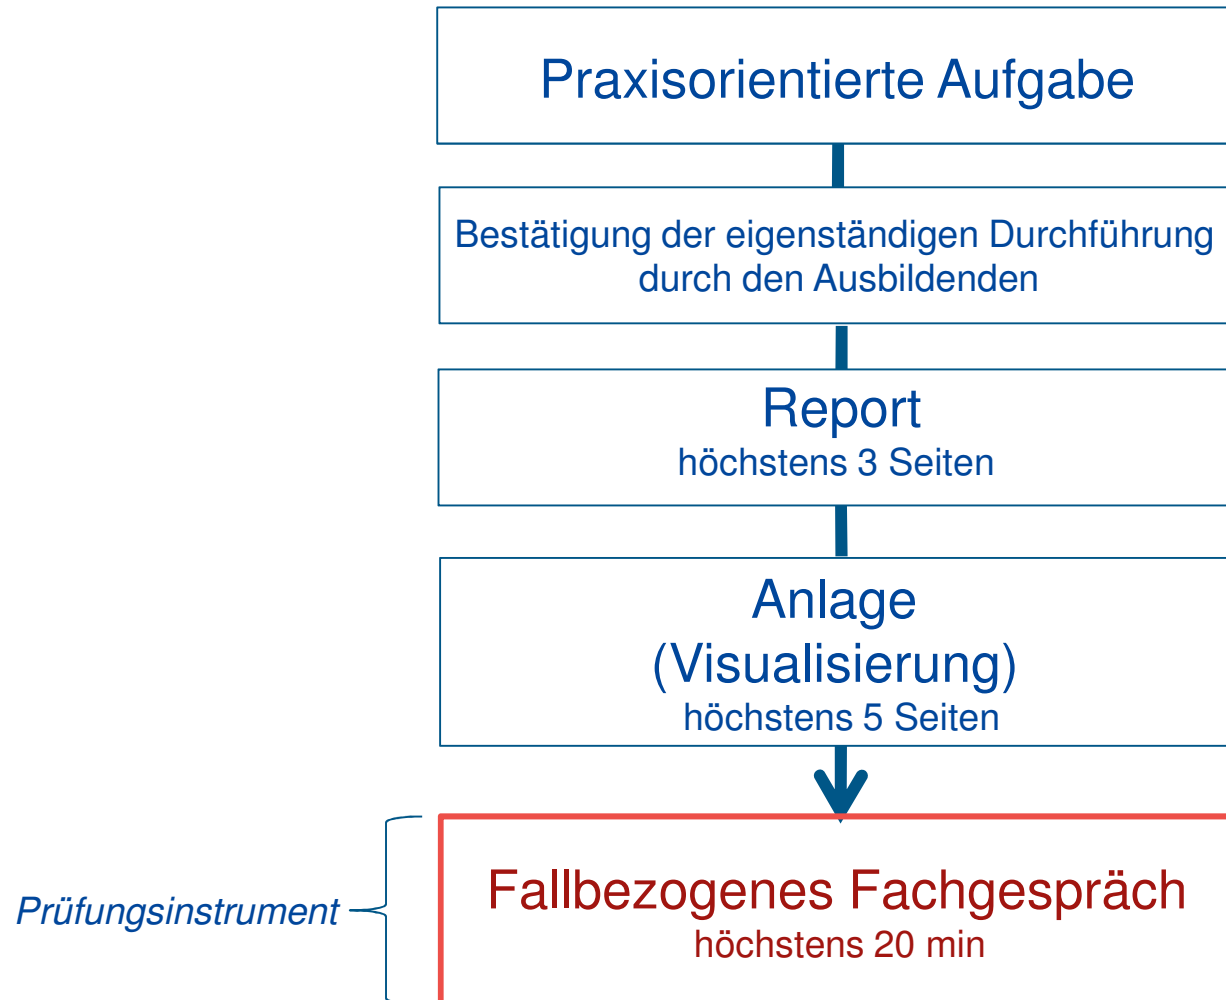 Praxisorientierte Aufgabe
Bestätigung der eigenständigen Durchführung
durch den Ausbildenden
Report
höchstens 3 Seiten
Anlage
(Visualisierung)
höchstens 5 Seiten
Prüfungsinstrument
Fallbezogenes Fachgespräch
höchstens 20 min